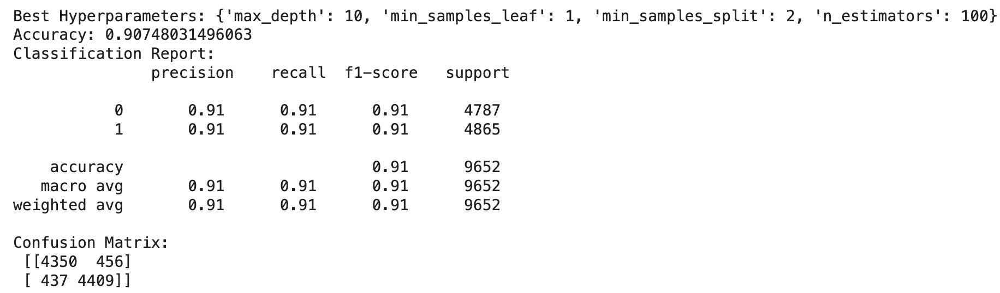 Best Hyperparameters: {'max_depth': 10, 'min_samples_leaf': 1, 'min_samples_split': 2, 'n_estimators': 100}
Accuracy: 0.90748031496063
Classification Report:
precision recall f1-score support
0 0.91 0.91 0.91 4787
1 0.91 0.91 0.91 4865
accuracy 0.91 9652
macro avg 0.91 0.91 0.91 9652
weighted avg 0.91 0.91 0.91 9652
Confusion Matrix:
[[4350 456]
[ 437 4409]]